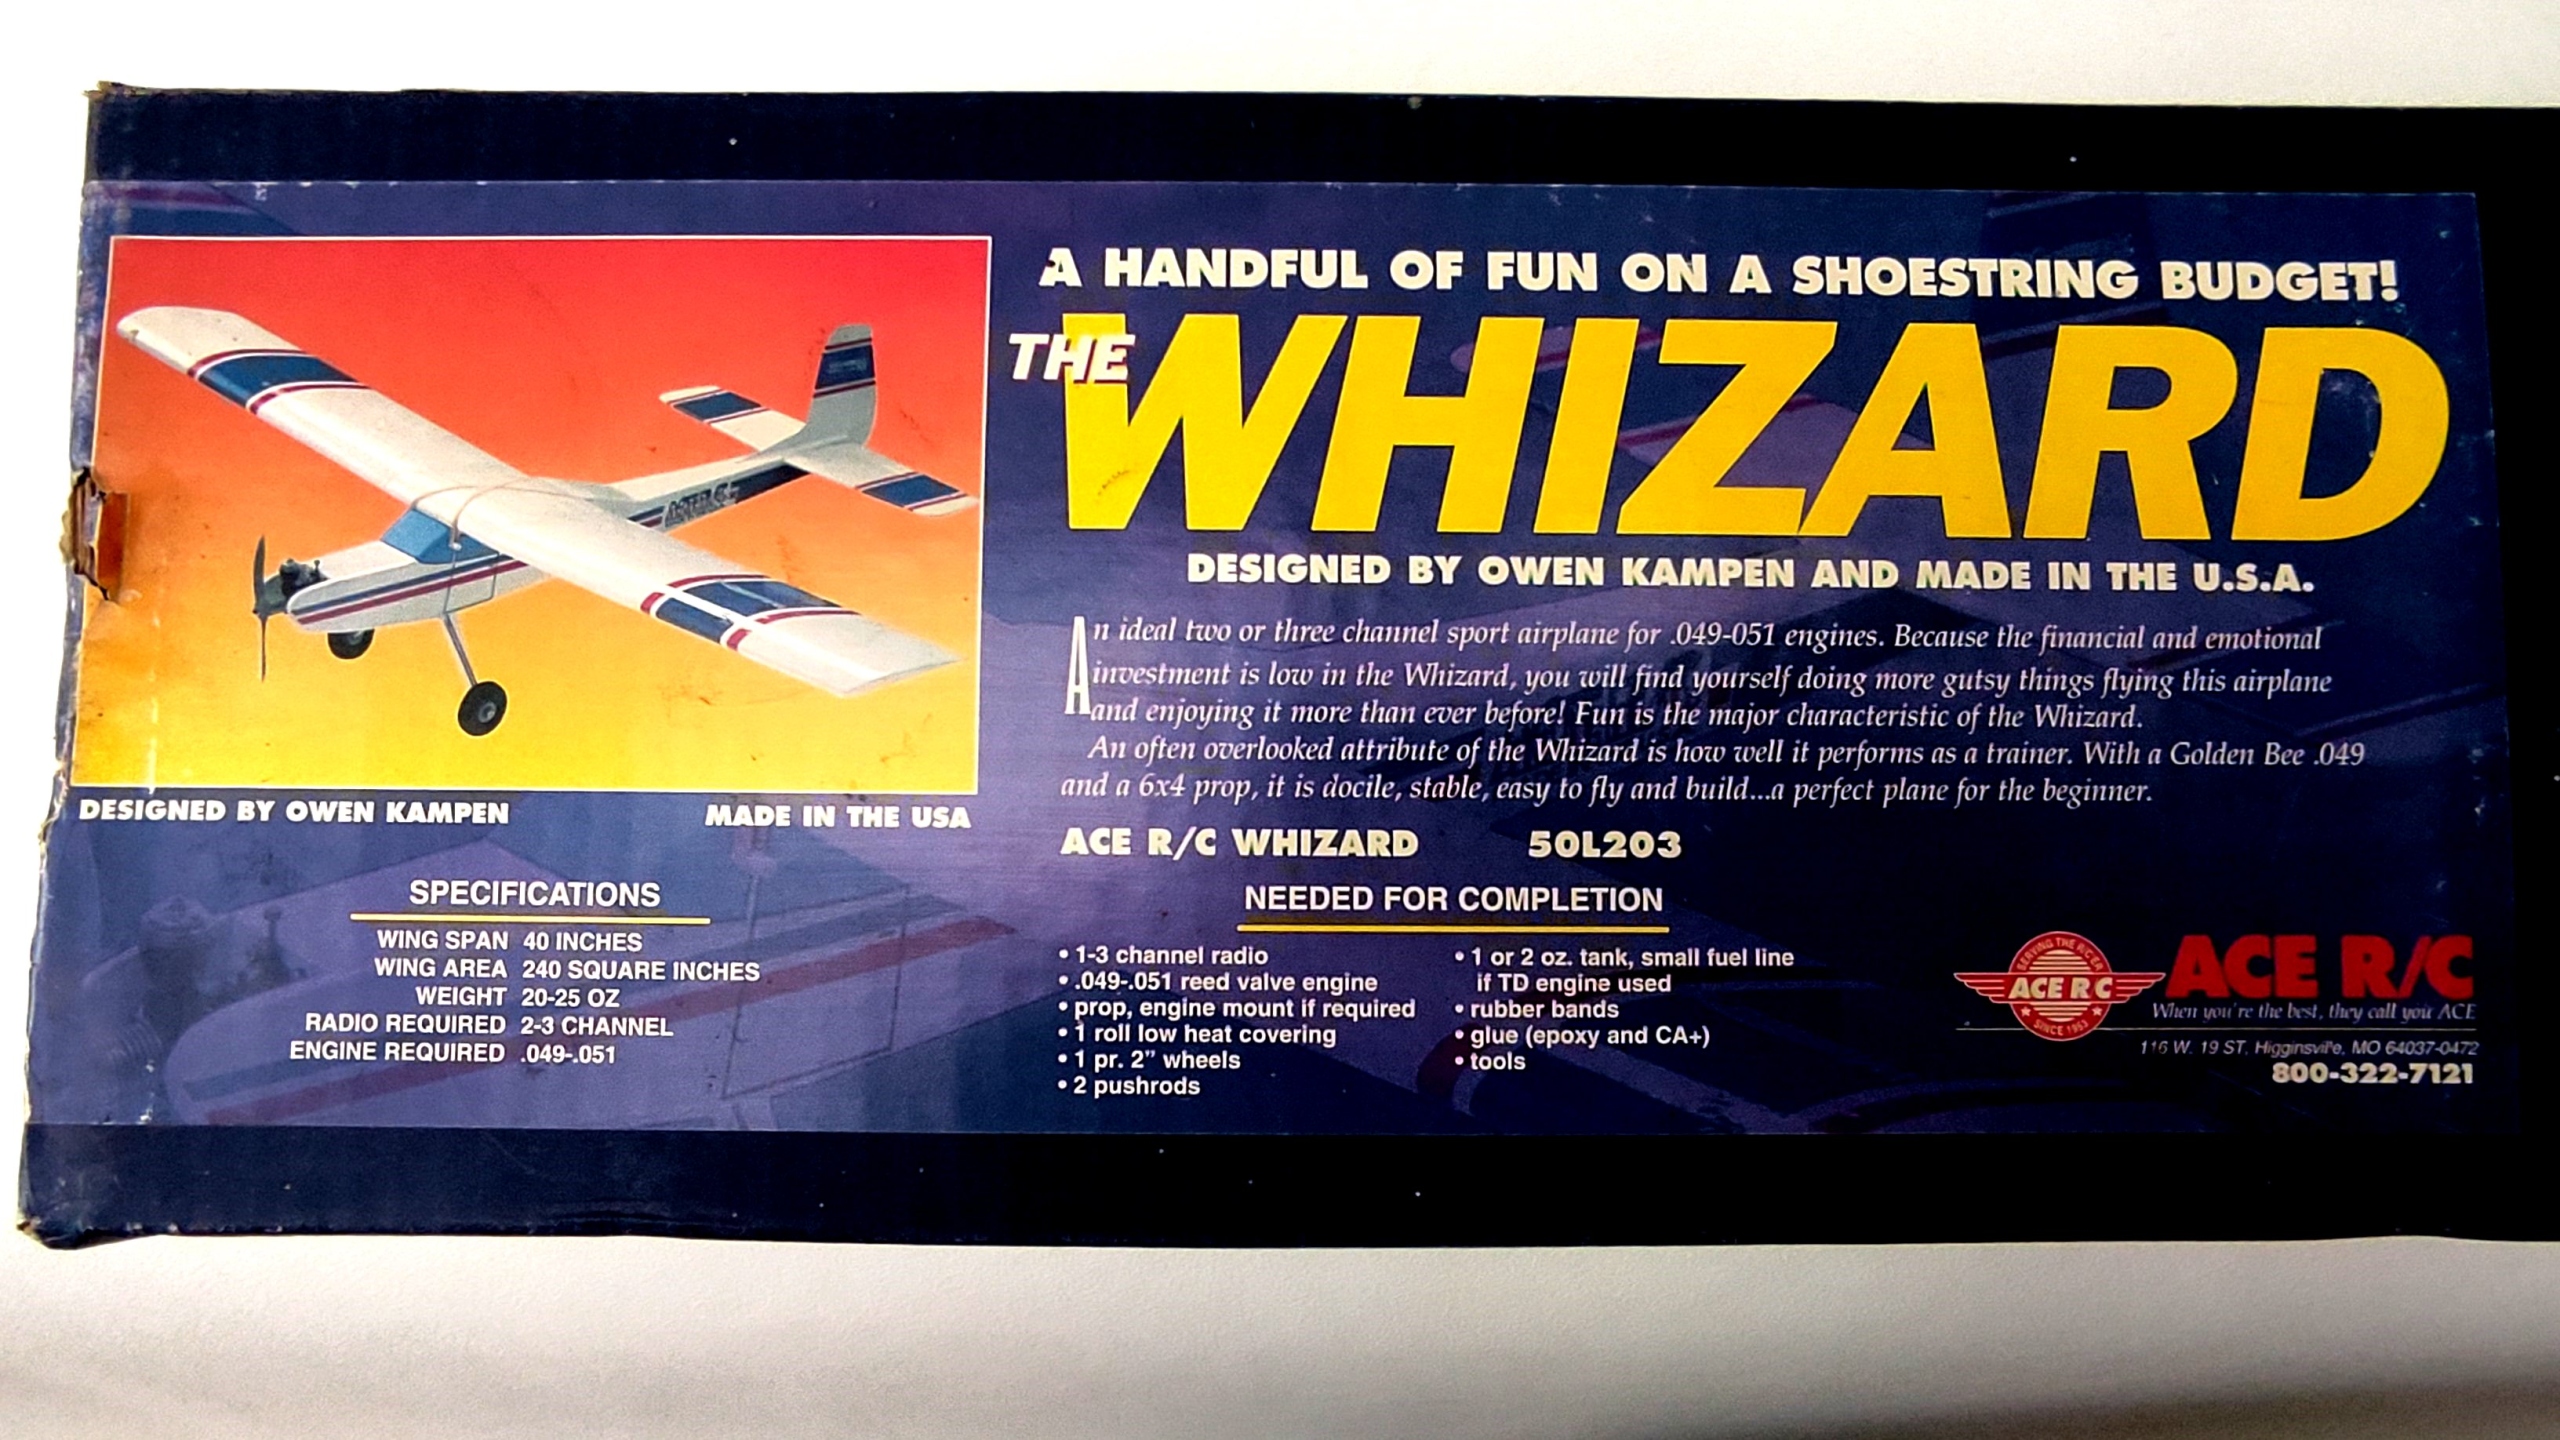 A HANDFUL OF FUN ON A SHOESTRING BUDGET!
THE WHIZARD
DESIGNED BY OWEN KAMPEN AND MADE IN THE U.S.A.
An ideal two or three channel sport airplane for .049-051 engines. Because the financial and emotional
investment is low in the Whizard, you will find yourself doing more gutsy things flying this airplane
and enjoying it more than ever before! Fun is the major characteristic of the Whizard.
An often overlooked attribute of the Whizard is how well it performs as a trainer. With a Golden Bee .049
and a 6x4 prop, it is docile, stable, easy to fly and build...a perfect plane for the beginner.
DESIGNED BY OWEN KAMPEN
MADE IN THE USA
ACE R/C WHIZARD 50L203
SPECIFICATIONS
WING SPAN 40 INCHES
WING AREA 240 SQUARE INCHES
WEIGHT 20-25 OZ
RADIO REQUIRED 2-3 CHANNEL
ENGINE REQUIRED .049-.051
NEEDED FOR COMPLETION
• 1-3 channel radio
• .049-.051 reed valve engine
• prop, engine mount if required
• 1 roll low heat covering
• 1 pr. 2” wheels
• 2 pushrods
• 1 or 2 oz. tank, small fuel line
if TD engine used
• rubber bands
• glue (epoxy and CA+)
• tools
SERVING THE R/C'ER
ACE R C
SINCE 1953
ACE R/C
When you're the best, they call you ACE
116 W. 19 ST, Higginsville, MO 64037-0472
800-322-7121